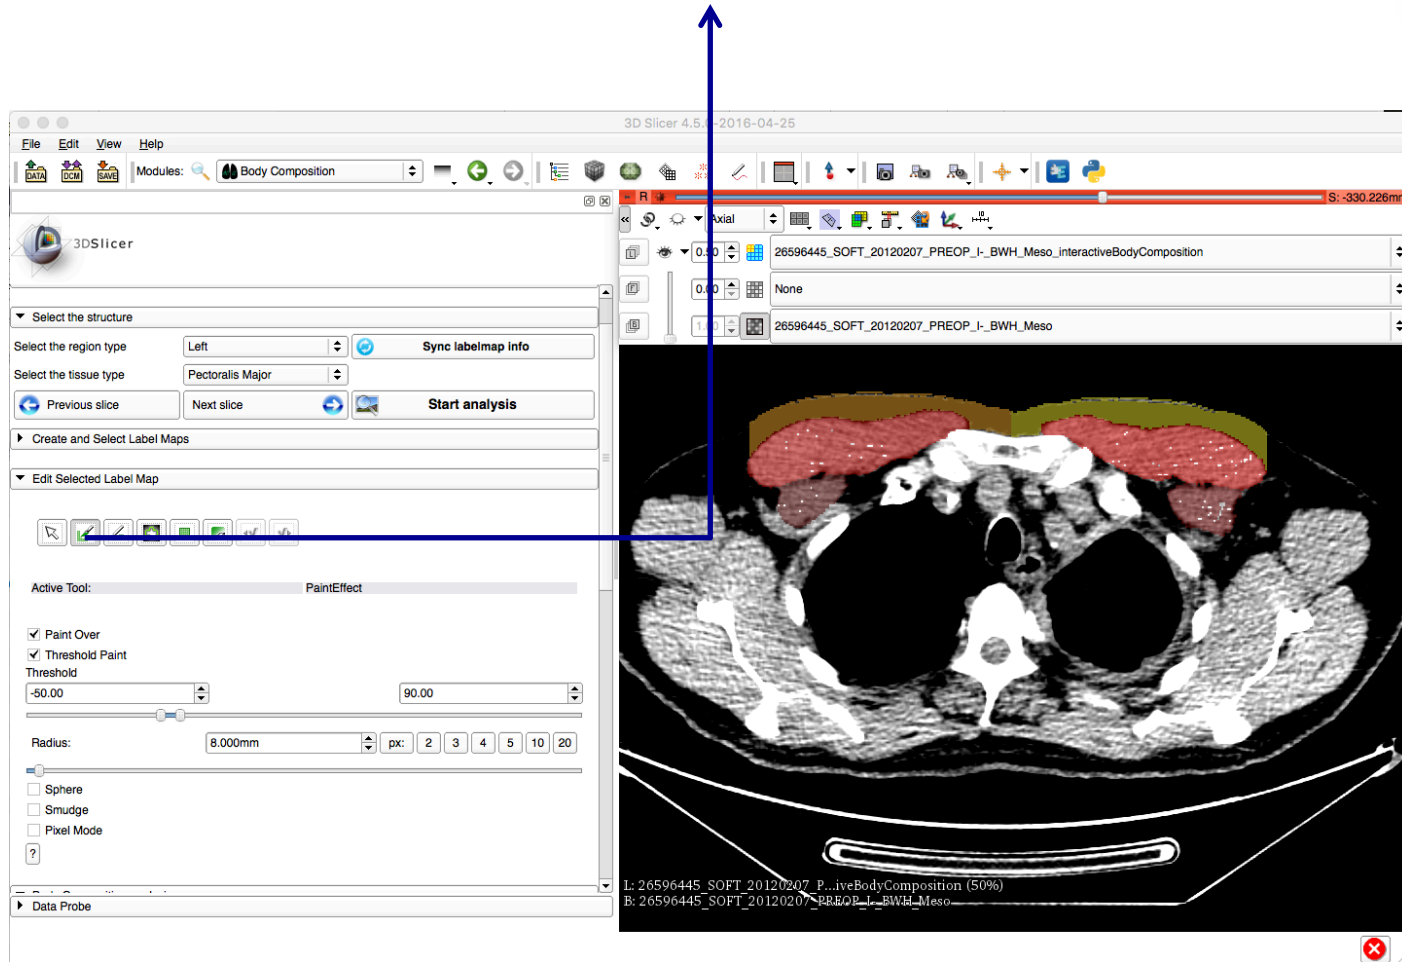 3D Slicer 4.5.0-2016-04-25
File Edit View Help
DATA DCM SAVE Modules: Body Composition
R S: -330.226mm
3DSlicer
Axial
0.50 26596445_SOFT_20120207_PREOP_I-_BWH_Meso_interactiveBodyComposition
0.00 None
1.00 26596445_SOFT_20120207_PREOP_I-_BWH_Meso
Select the structure
Select the region type Left Sync labelmap info
Select the tissue type Pectoralis Major
Previous slice Next slice Start analysis
Create and Select Label Maps
Edit Selected Label Map
Active Tool: PaintEffect
Paint Over
Threshold Paint
Threshold
-50.00 90.00
Radius: 8.000mm px: 2 3 4 5 10 20
Sphere
Smudge
Pixel Mode
?
Data Probe
L: 26596445_SOFT_20120207_P...iveBodyComposition (50%)
B: 26596445_SOFT_20120207_PREOP_I-_BWH_Meso